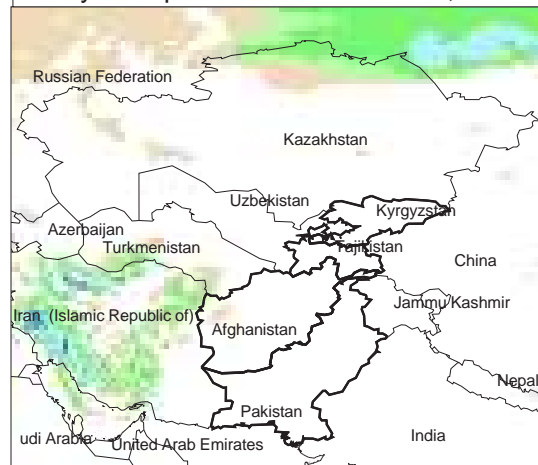 Russian Federation
Kazakhstan
Uzbekistan
Kyrgyzstan
Azerbaijan
Turkmenistan
Tajikistan
China
Jammu Kashmir
Iran (Islamic Republic of)
Afghanistan
Nepal
Pakistan
udi Arabia
United Arab Emirates
India